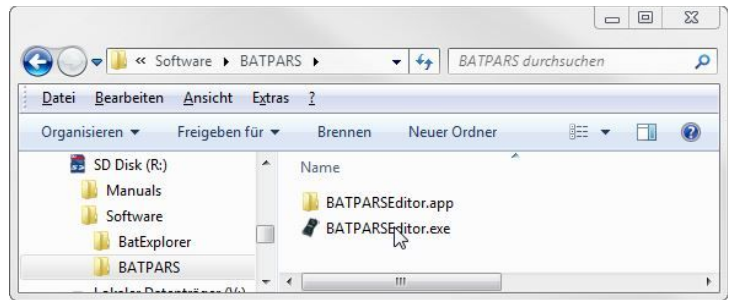 « Software ▸ BATPARS ▸ BATPARS durchsuchen
Datei Bearbeiten Ansicht Extras ?
Organisieren ▼ Freigeben für ▼ Brennen Neuer Ordner
SD Disk (R:)
Manuals
Software
BatExplorer
BATPARS
Name
BATPARSEditor.app
BATPARSEditor.exe